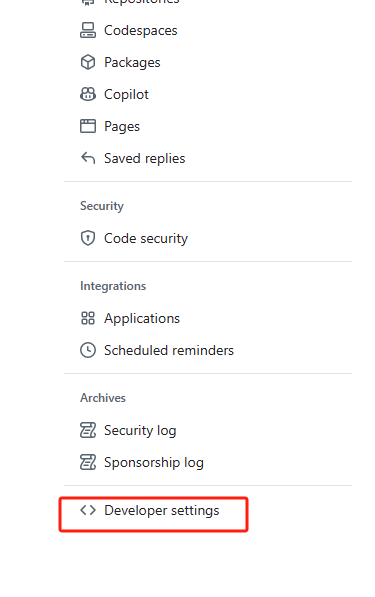 Repositories
Codespaces
Packages
Copilot
Pages
Saved replies
Security
Code security
Integrations
Applications
Scheduled reminders
Archives
Security log
Sponsorship log
Developer settings